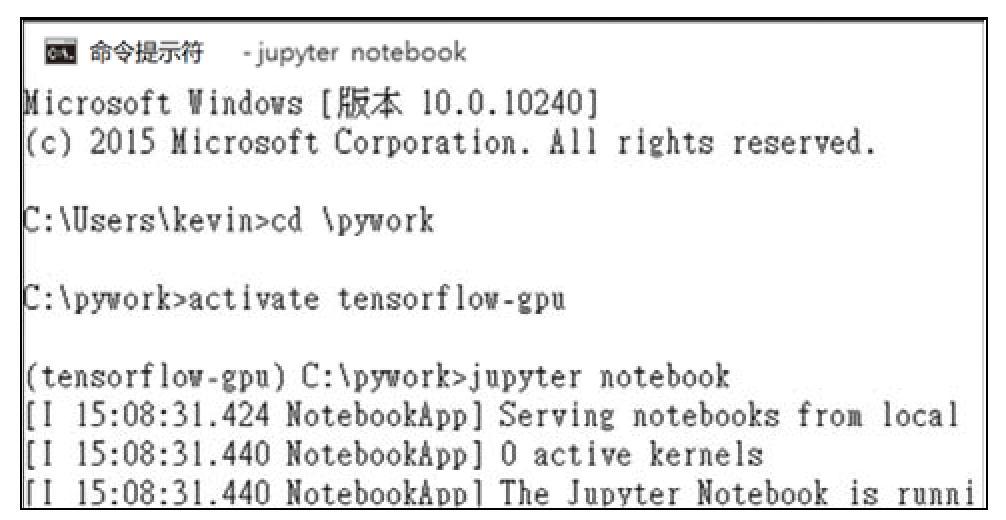 命令提示符 - jupyter notebook
Microsoft Windows [版本 10.0.10240]
(c) 2015 Microsoft Corporation. All rights reserved.
C:\Users\kevin>cd \pywork
C:\pywork>activate tensorflow-gpu
(tensorflow-gpu) C:\pywork>jupyter notebook
[I 15:08:31.424 NotebookApp] Serving notebooks from local
[I 15:08:31.440 NotebookApp] 0 active kernels
[I 15:08:31.440 NotebookApp] The Jupyter Notebook is runni